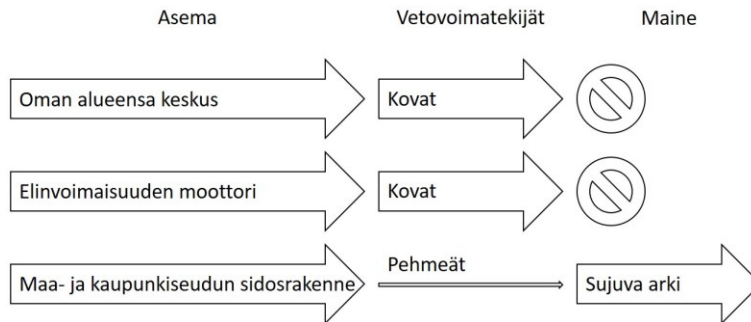 Asema Vetovoimatekijät Maine
Oman alueensa keskus Kovat
Elinvoimaisuuden moottori Kovat
Maa- ja kaupunkiseudun sidosrakenne Pehmeät Sujuva arki